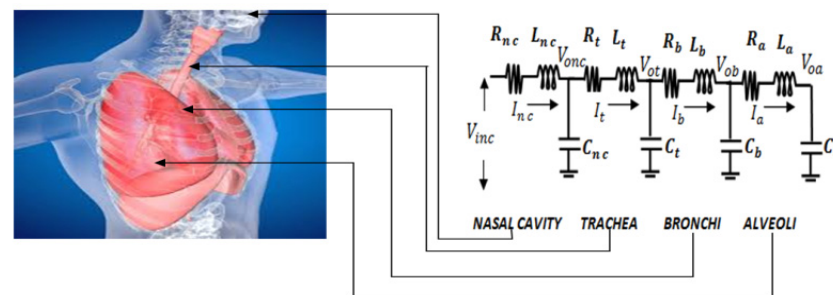 R_nc L_nc V_onc R_t L_t V_ot R_b L_b V_ob R_a L_a V_oa
I_nc I_t I_b I_a
V_inc C_nc C_t C_b C
NASAL CAVITY TRACHEA BRONCHI ALVEOLI